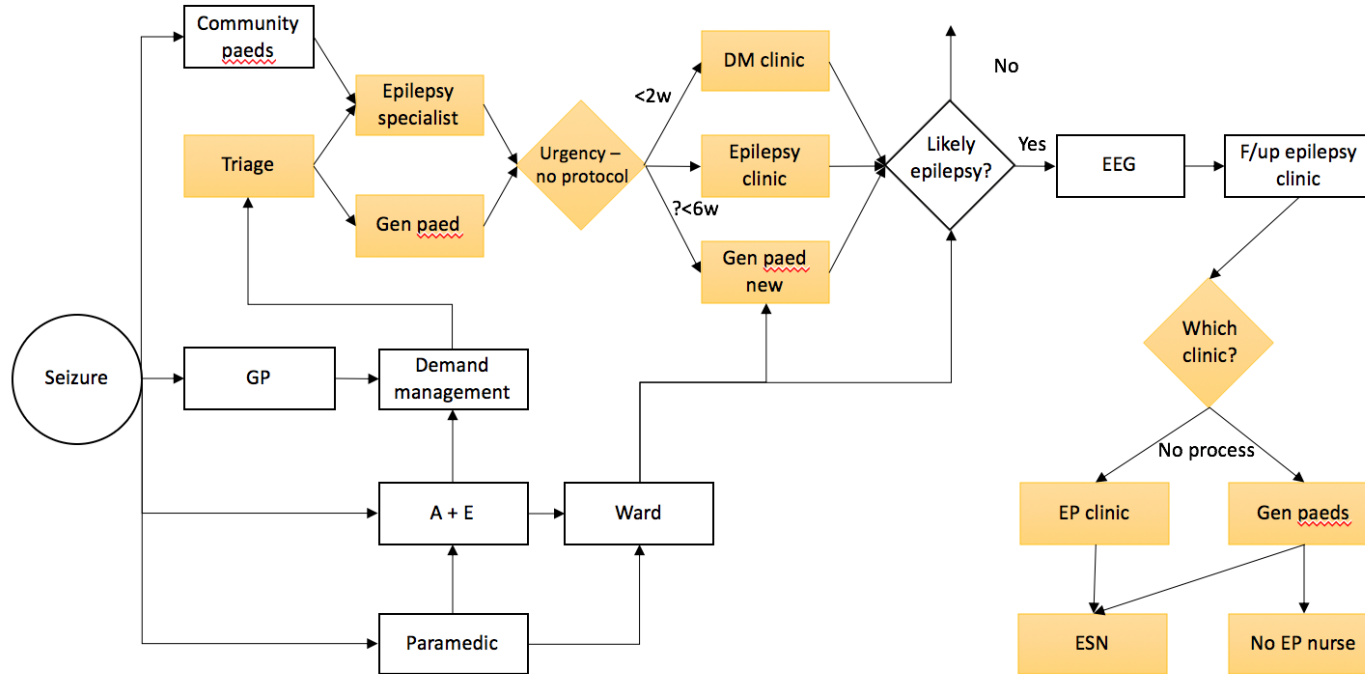 Community
paeds
Epilepsy
specialist
Triage
Gen paed
Urgency –
no protocol
<2w
?<6w
DM clinic
Epilepsy
clinic
Gen paed
new
No
Likely
epilepsy?
Yes
EEG
F/up epilepsy
clinic
Seizure
GP
Demand
management
Which
clinic?
No process
A + E
Ward
EP clinic
Gen paeds
Paramedic
ESN
No EP nurse